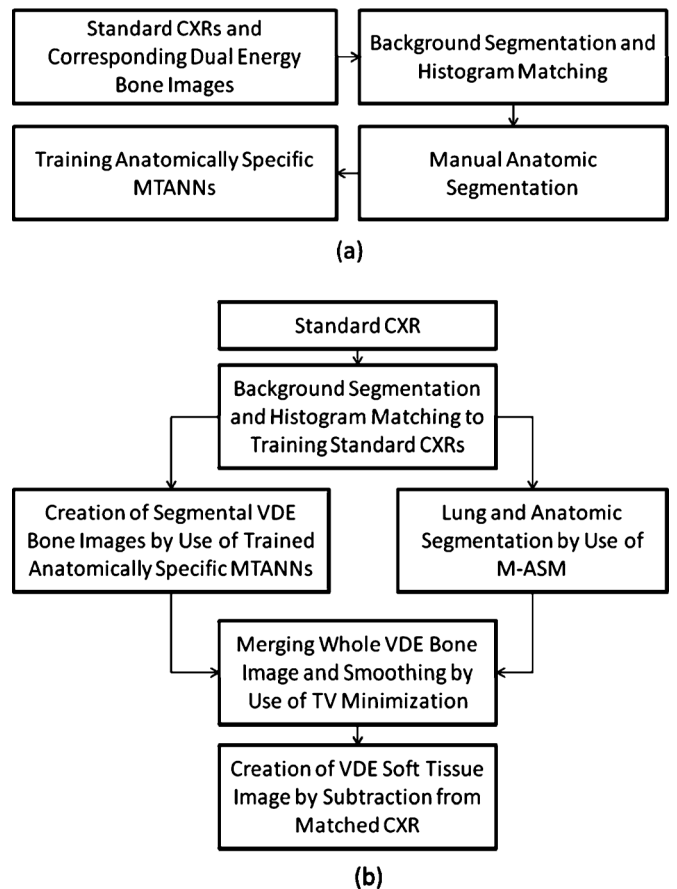 Standard CXRs and
Corresponding Dual Energy
Bone Images
Background Segmentation and
Histogram Matching
Training Anatomically Specific
MTANNs
Manual Anatomic
Segmentation
(a)
Standard CXR
Background Segmentation
and Histogram Matching to
Training Standard CXRs
Creation of Segmental VDE
Bone Images by Use of Trained
Anatomically Specific MTANNs
Lung and Anatomic
Segmentation by Use of
M-ASM
Merging Whole VDE Bone
Image and Smoothing by
Use of TV Minimization
Creation of VDE Soft Tissue
Image by Subtraction from
Matched CXR
(b)